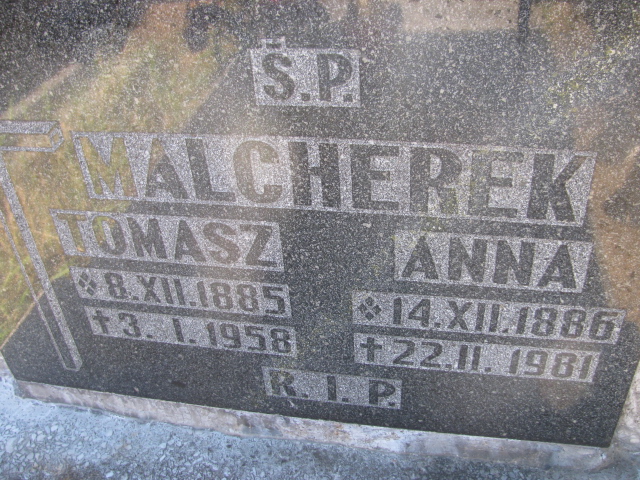 Ś.P.
MALCHEREK
TOMASZ
8.XII.1885
✝3. I. 1958
ANNA
14.XII.1886
✝22.II. 1981
R. I. P.